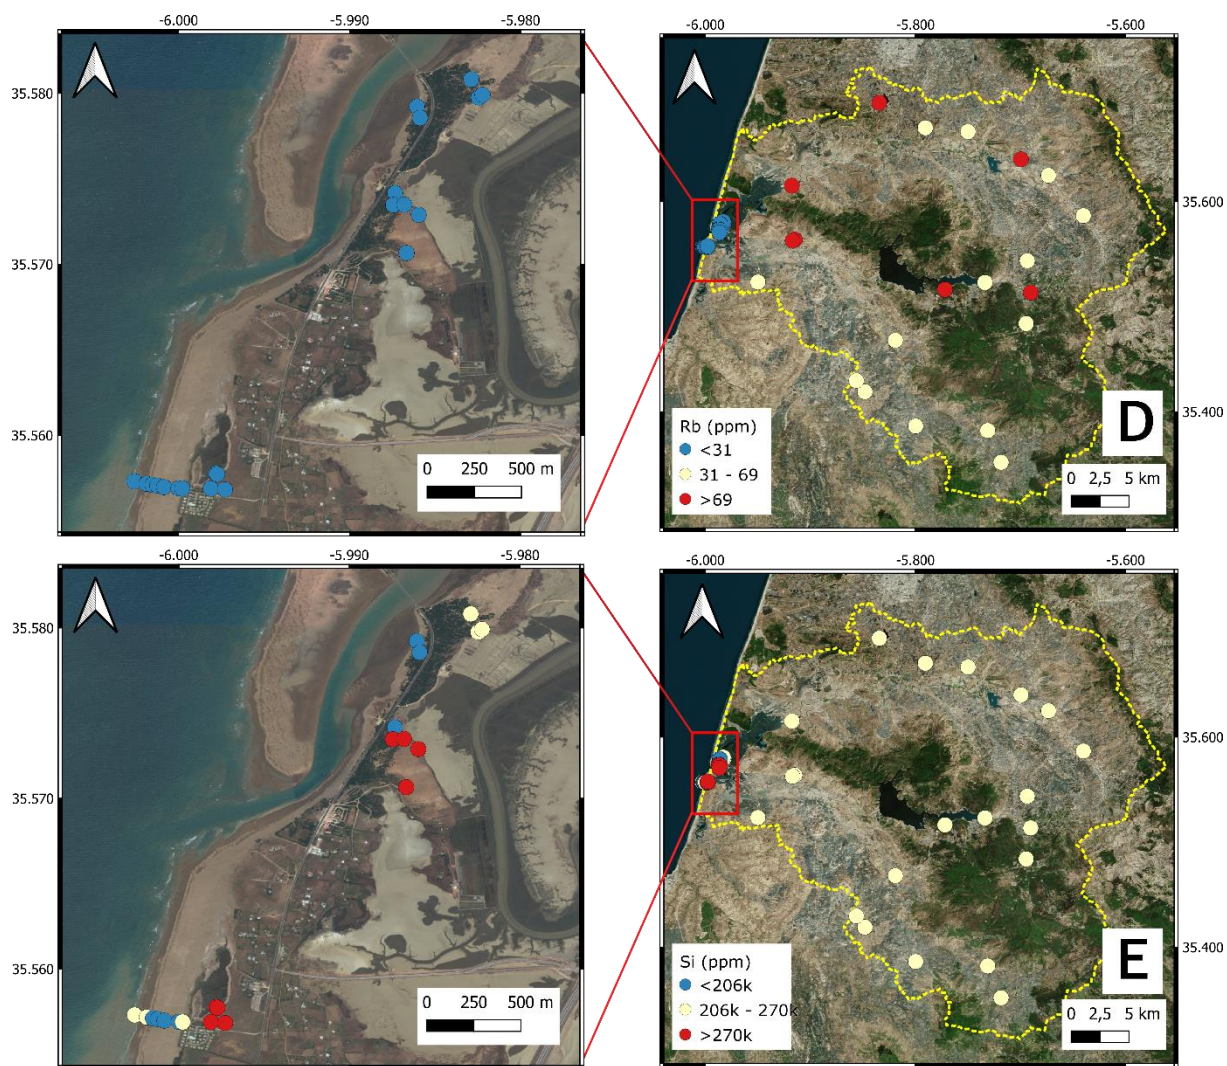 -6.000 -5.990 -5.980
35.580
35.570
35.560
0 250 500 m
-6.000 -5.800 -5.600
35.600
35.400
Rb (ppm)
<31
31 - 69
>69
D
0 2,5 5 km
-6.000 -5.990 -5.980
35.580
35.570
35.560
0 250 500 m
-6.000 -5.800 -5.600
35.600
35.400
Si (ppm)
<206k
206k - 270k
>270k
E
0 2,5 5 km